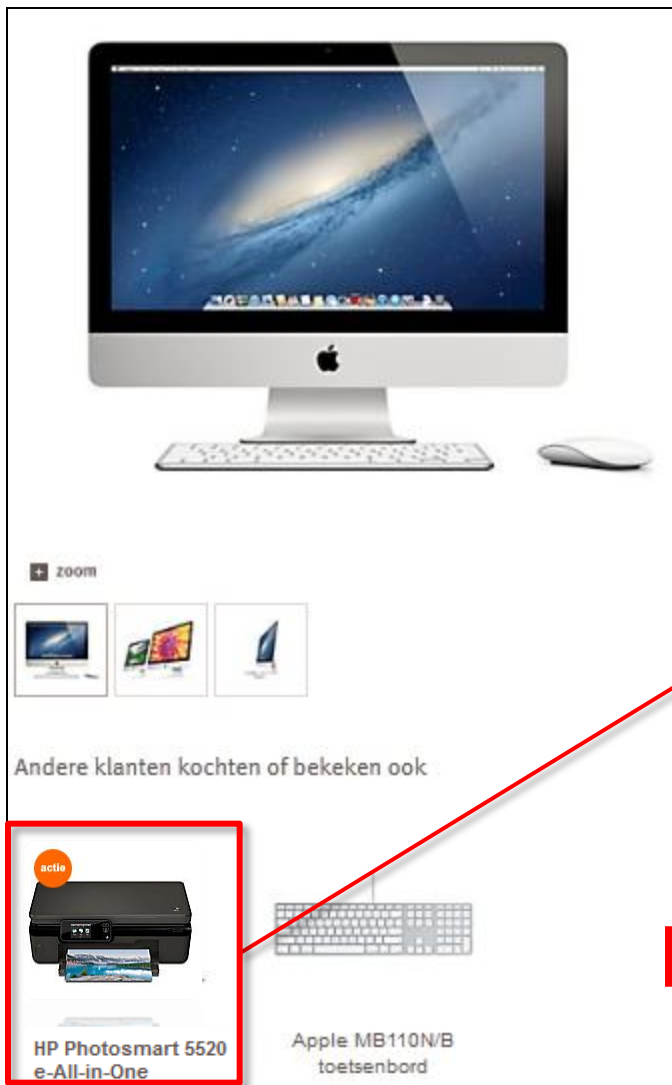 zoom
Andere klanten kochten of bekeken ook
actie
HP Photosmart 5520
e-All-in-One
Apple MB110N/B
toetsenbord